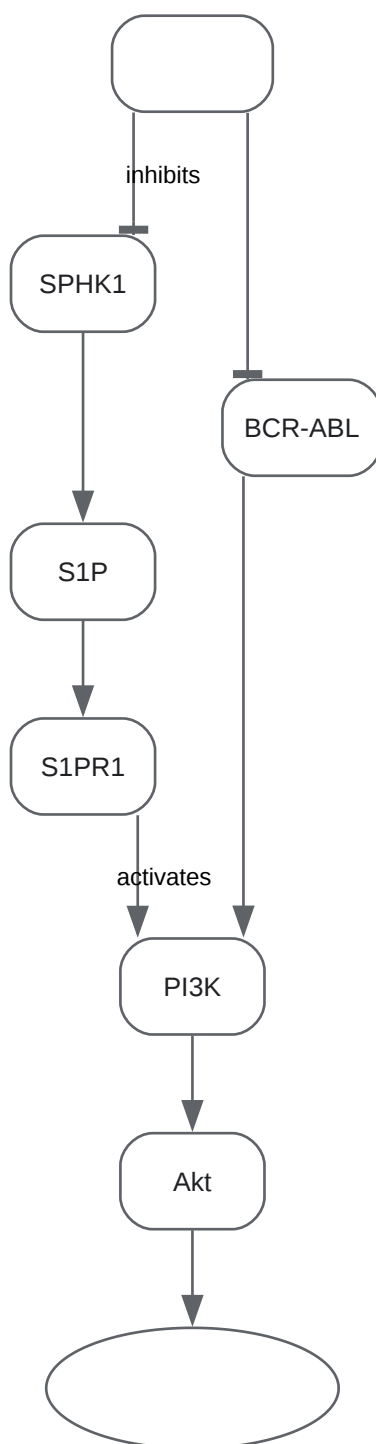 inhibits
SPHK1
BCR-ABL
S1P
S1PR1
activates
PI3K
Akt